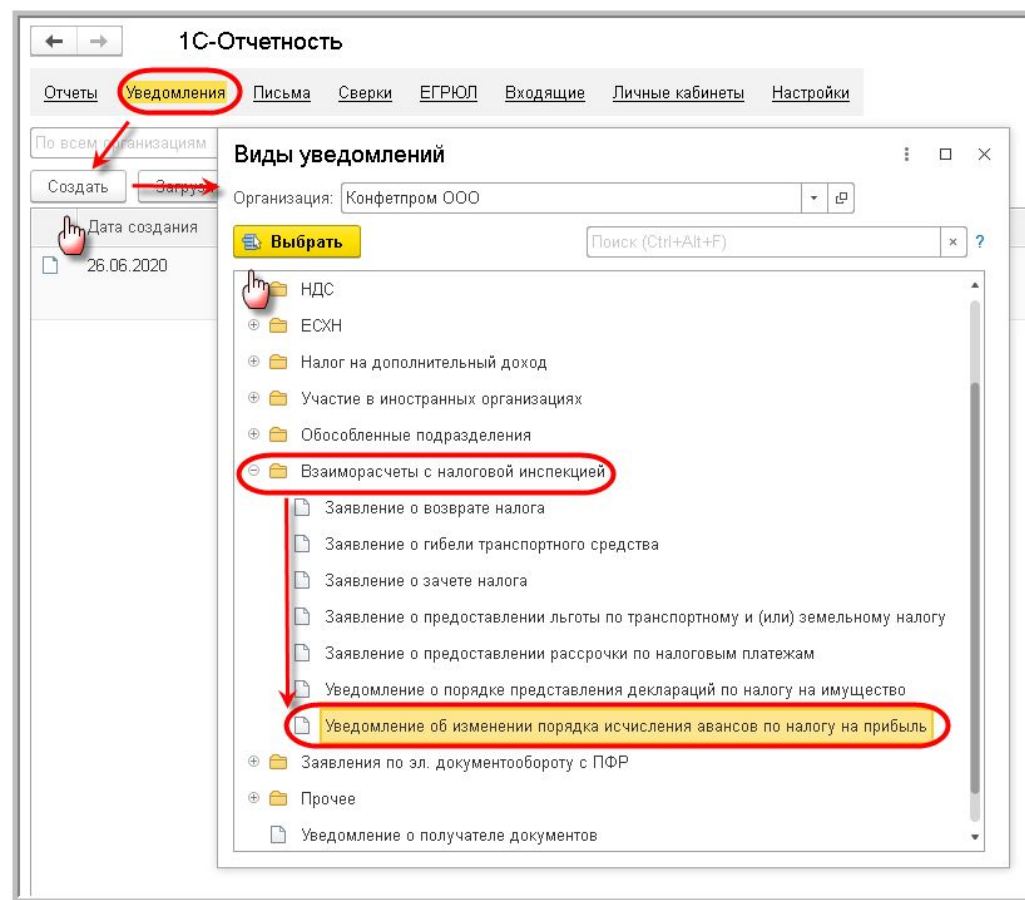 1С-Отчетность
Отчеты Уведомления Письма Сверки ЕГРЮЛ Входящие Личные кабинеты Настройки
По всем организациям
Создать
Дата создания
26.06.2020
Виды уведомлений
Организация: Конфетпром ООО
Выбрать Поиск (Ctrl+Alt+F) × ?
НДС
ЕСХН
Налог на дополнительный доход
Участие в иностранных организациях
Обособленные подразделения
Взаиморасчеты с налоговой инспекцией
Заявление о возврате налога
Заявление о гибели транспортного средства
Заявление о зачете налога
Заявление о предоставлении льготы по транспортному и (или) земельному налогу
Заявление о предоставлении рассрочки по налоговым платежам
Уведомление о порядке представления деклараций по налогу на имущество
Уведомление об изменении порядка исчисления авансов по налогу на прибыль
Заявления по эл. документообороту с ПФР
Прочее
Уведомление о получателе документов